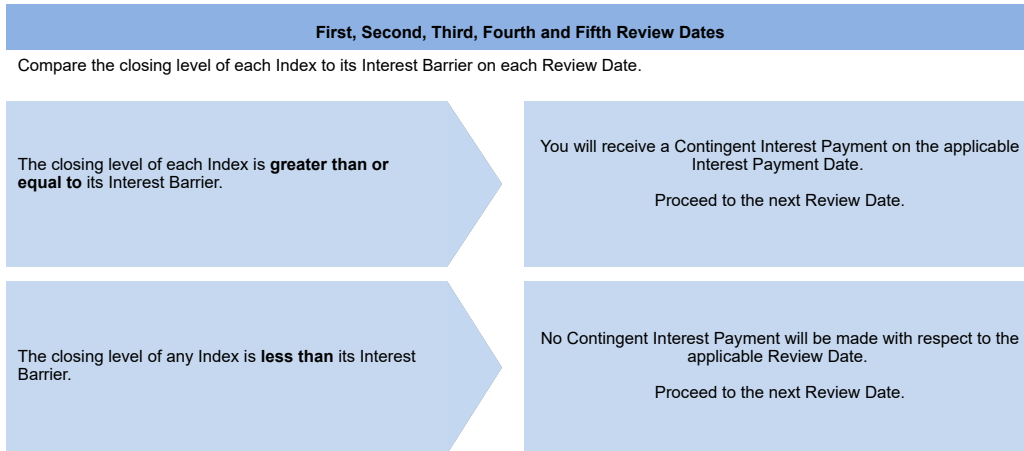 First, Second, Third, Fourth and Fifth Review Dates
Compare the closing level of each Index to its Interest Barrier on each Review Date.
The closing level of each Index is greater than or
equal to its Interest Barrier.
You will receive a Contingent Interest Payment on the applicable
Interest Payment Date.
Proceed to the next Review Date.
The closing level of any Index is less than its Interest
Barrier.
No Contingent Interest Payment will be made with respect to the
applicable Review Date.
Proceed to the next Review Date.